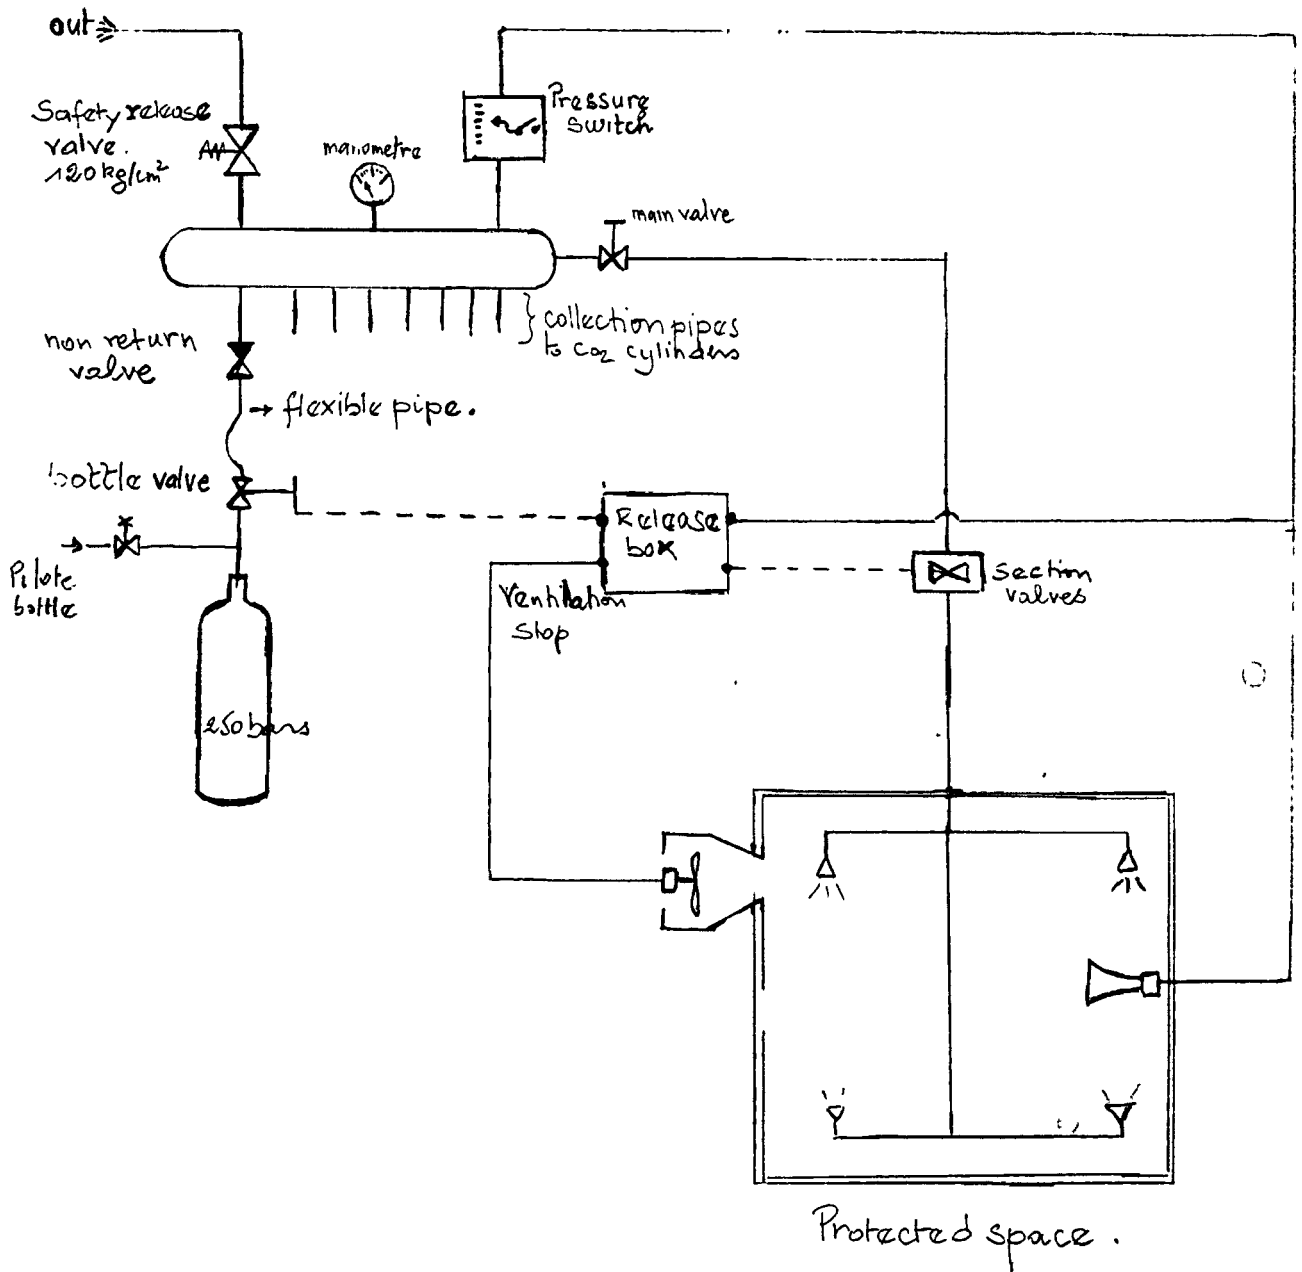 out
Safety release
valve.
120 kg/cm²
manometre
Pressure
switch
main valve
collection pipes
to co₂ cylinders
non return
valve
→ flexible pipe.
bottle valve
Release
box
Pilote
bottle
Ventilation
Stop
section
valves
250 bars
Protected space.